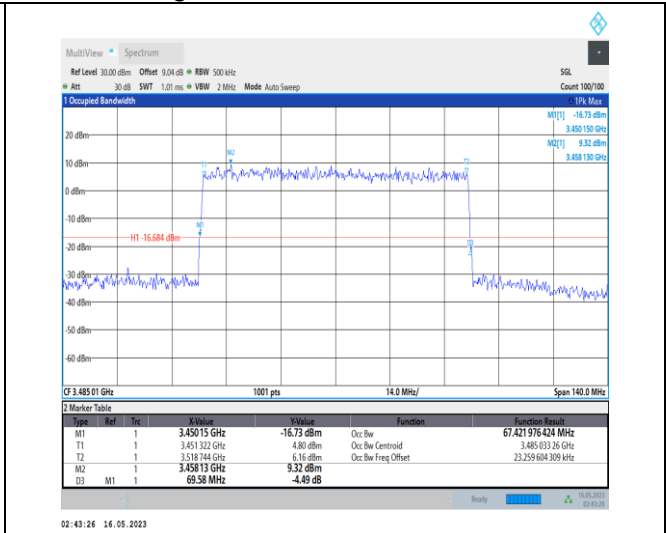 MultiView Spectrum
Ref Level 30.00 dBm Offset 9.04 dB RBW 500 kHz SGL
Att 30 dB SWT 1.01 ms VBW 2 MHz Mode Auto Sweep Count 100/100
1 Occupied Bandwidth 1Pk Max
M1[1] -16.73 dBm
3.450 150 GHz
20 dBm
M2[1] 9.32 dBm
3.458 130 GHz
M2
10 dBm
T1
0 dBm
-10 dBm
M1
H1 -16.684 dBm
-20 dBm
D3
-30 dBm
-40 dBm
-50 dBm
-60 dBm
CF 3.485 01 GHz 1001 pts 14.0 MHz/ Span 140.0 MHz
2 Marker Table
Type Ref Trc X-Value Y-Value Function Function Result
M1 1 3.45015 GHz -16.73 dBm Occ Bw 67.421 976 424 MHz
T1 1 3.451 322 GHz 4.80 dBm Occ Bw Centroid 3.485 033 26 GHz
T2 1 3.518 744 GHz 6.16 dBm Occ Bw Freq Offset 23.259 604 309 kHz
M2 1 3.45813 GHz 9.32 dBm
D3 M1 1 69.58 MHz -4.49 dB
Ready 16.05.2023
02:43:26
02:43:26 16.05.2023